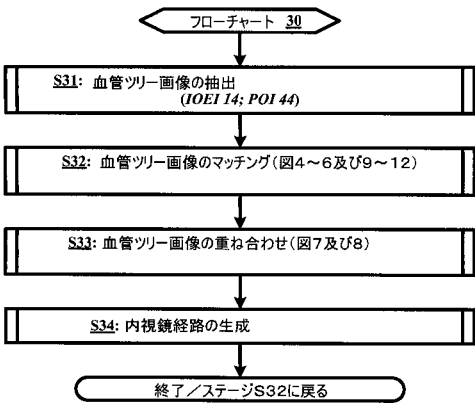 フローチャート 30
S31: 血管ツリー画像の抽出
(IOEI 14; POI 44)
S32: 血管ツリー画像のマッチング(図4～6及び9～12)
S33: 血管ツリー画像の重ね合わせ(図7及び8)
S34: 内視鏡経路の生成
終了／ステージS32に戻る